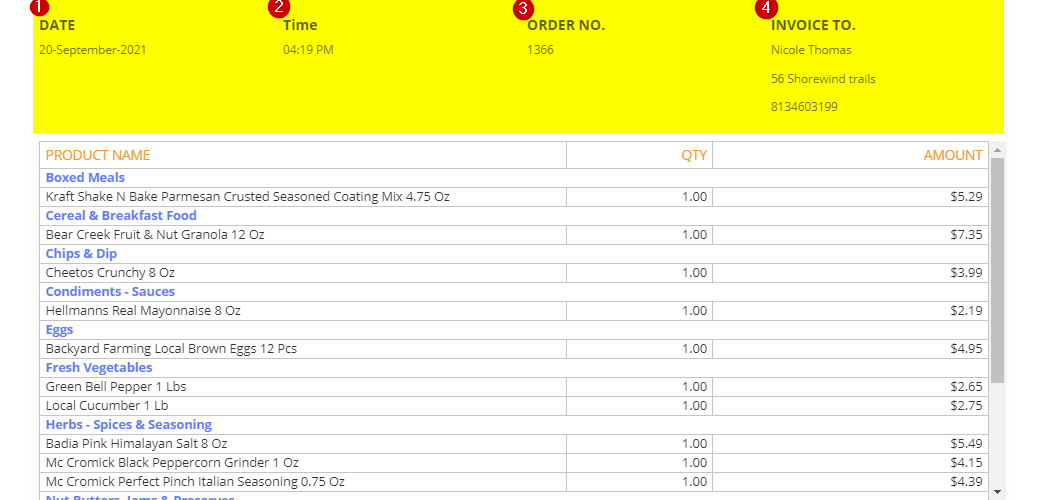 1 2 3 4
DATE Time ORDER NO. INVOICE TO.
20-September-2021 04:19 PM 1366 Nicole Thomas
56 Shorewind trails
8134603199
PRODUCT NAME QTY AMOUNT
Boxed Meals
Kraft Shake N Bake Parmesan Crusted Seasoned Coating Mix 4.75 Oz 1.00 $5.29
Cereal & Breakfast Food
Bear Creek Fruit & Nut Granola 12 Oz 1.00 $7.35
Chips & Dip
Cheetos Crunchy 8 Oz 1.00 $3.99
Condiments - Sauces
Hellmanns Real Mayonnaise 8 Oz 1.00 $2.19
Eggs
Backyard Farming Local Brown Eggs 12 Pcs 1.00 $4.95
Fresh Vegetables
Green Bell Pepper 1 Lbs 1.00 $2.65
Local Cucumber 1 Lb 1.00 $2.75
Herbs - Spices & Seasoning
Badia Pink Himalayan Salt 8 Oz 1.00 $5.49
Mc Cromick Black Peppercorn Grinder 1 Oz 1.00 $4.15
Mc Cromick Perfect Pinch Italian Seasoning 0.75 Oz 1.00 $4.39
Nut Butters, Jams & Preserves